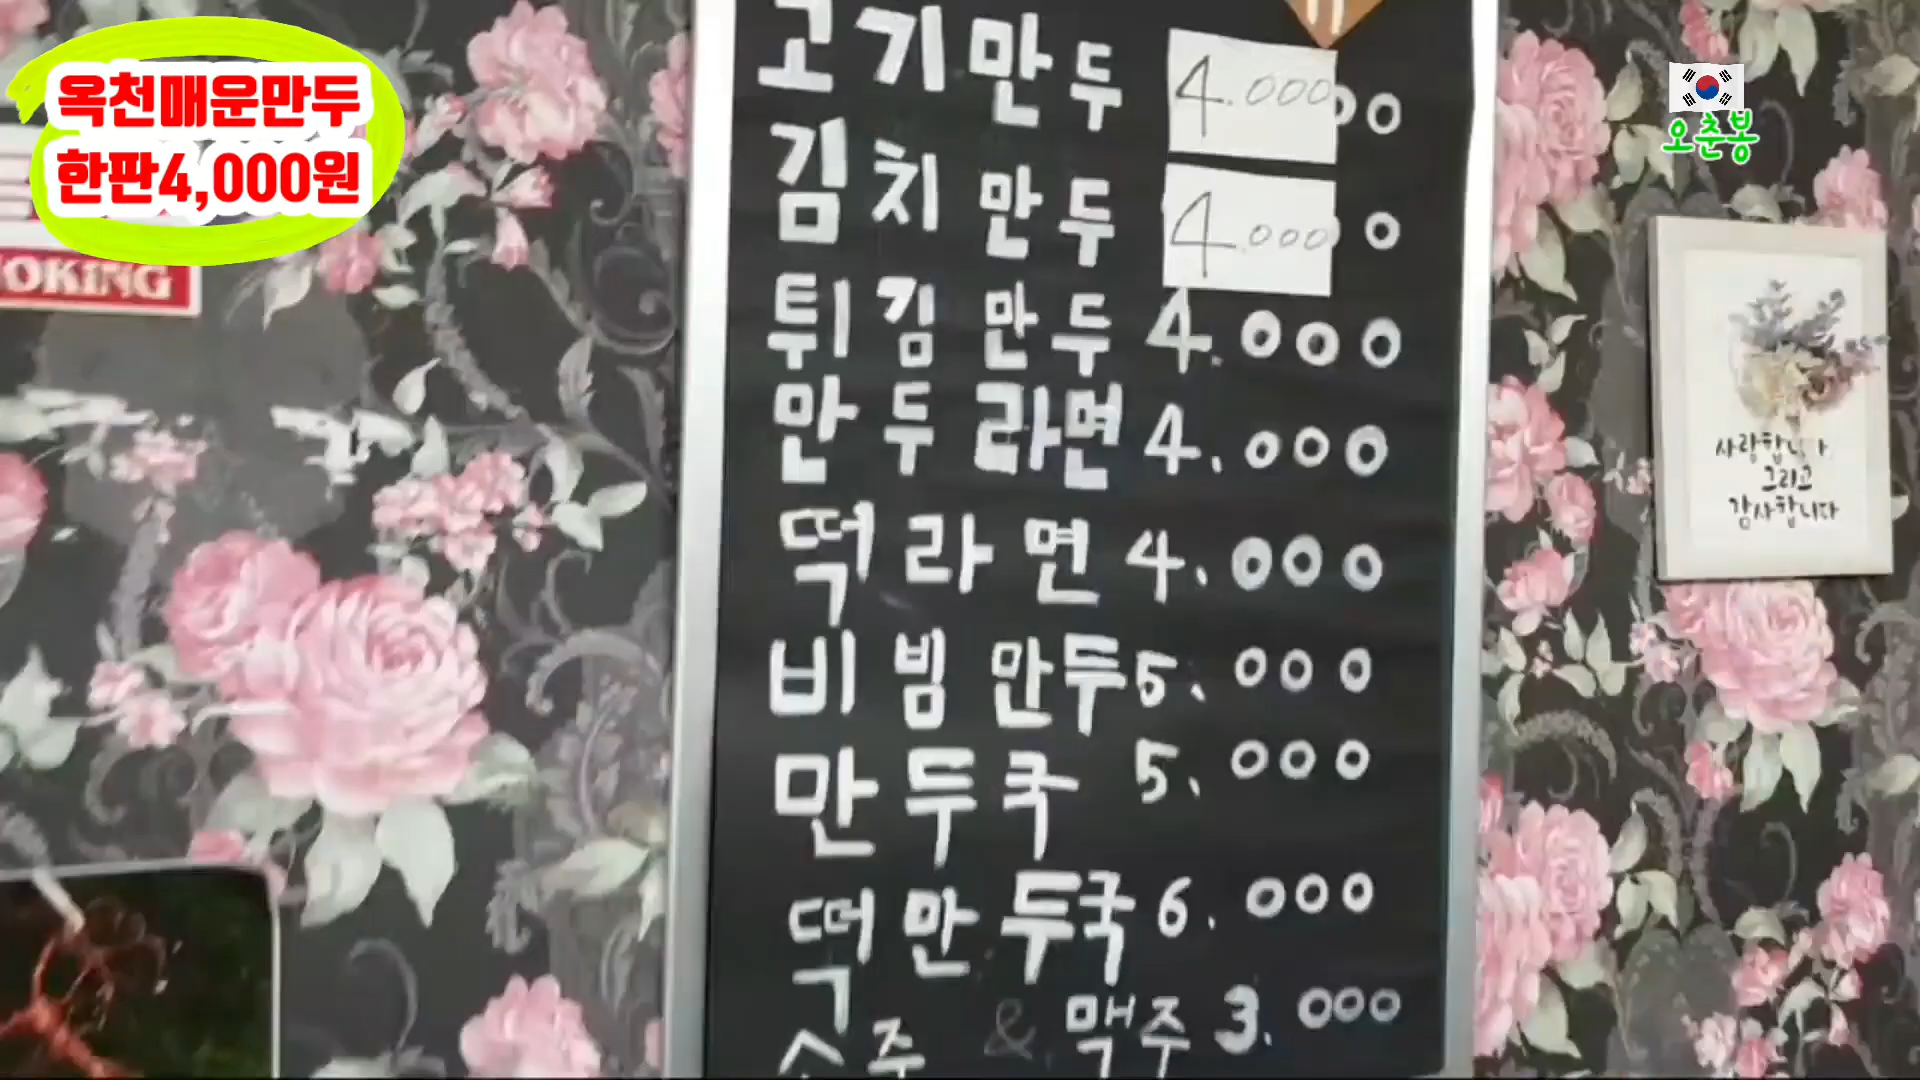 옥천매운만두
한판4,000원
OKING
오춘봉
고기만두 4.000
김치만두 4.000
튀김만두 4.000
만두라면 4.000
떡라면 4.000
비빔만두 5.000
만두국 5.000
떡만두국 6.000
소주 & 맥주 3.000
사랑합니다
그리고
감사합니다